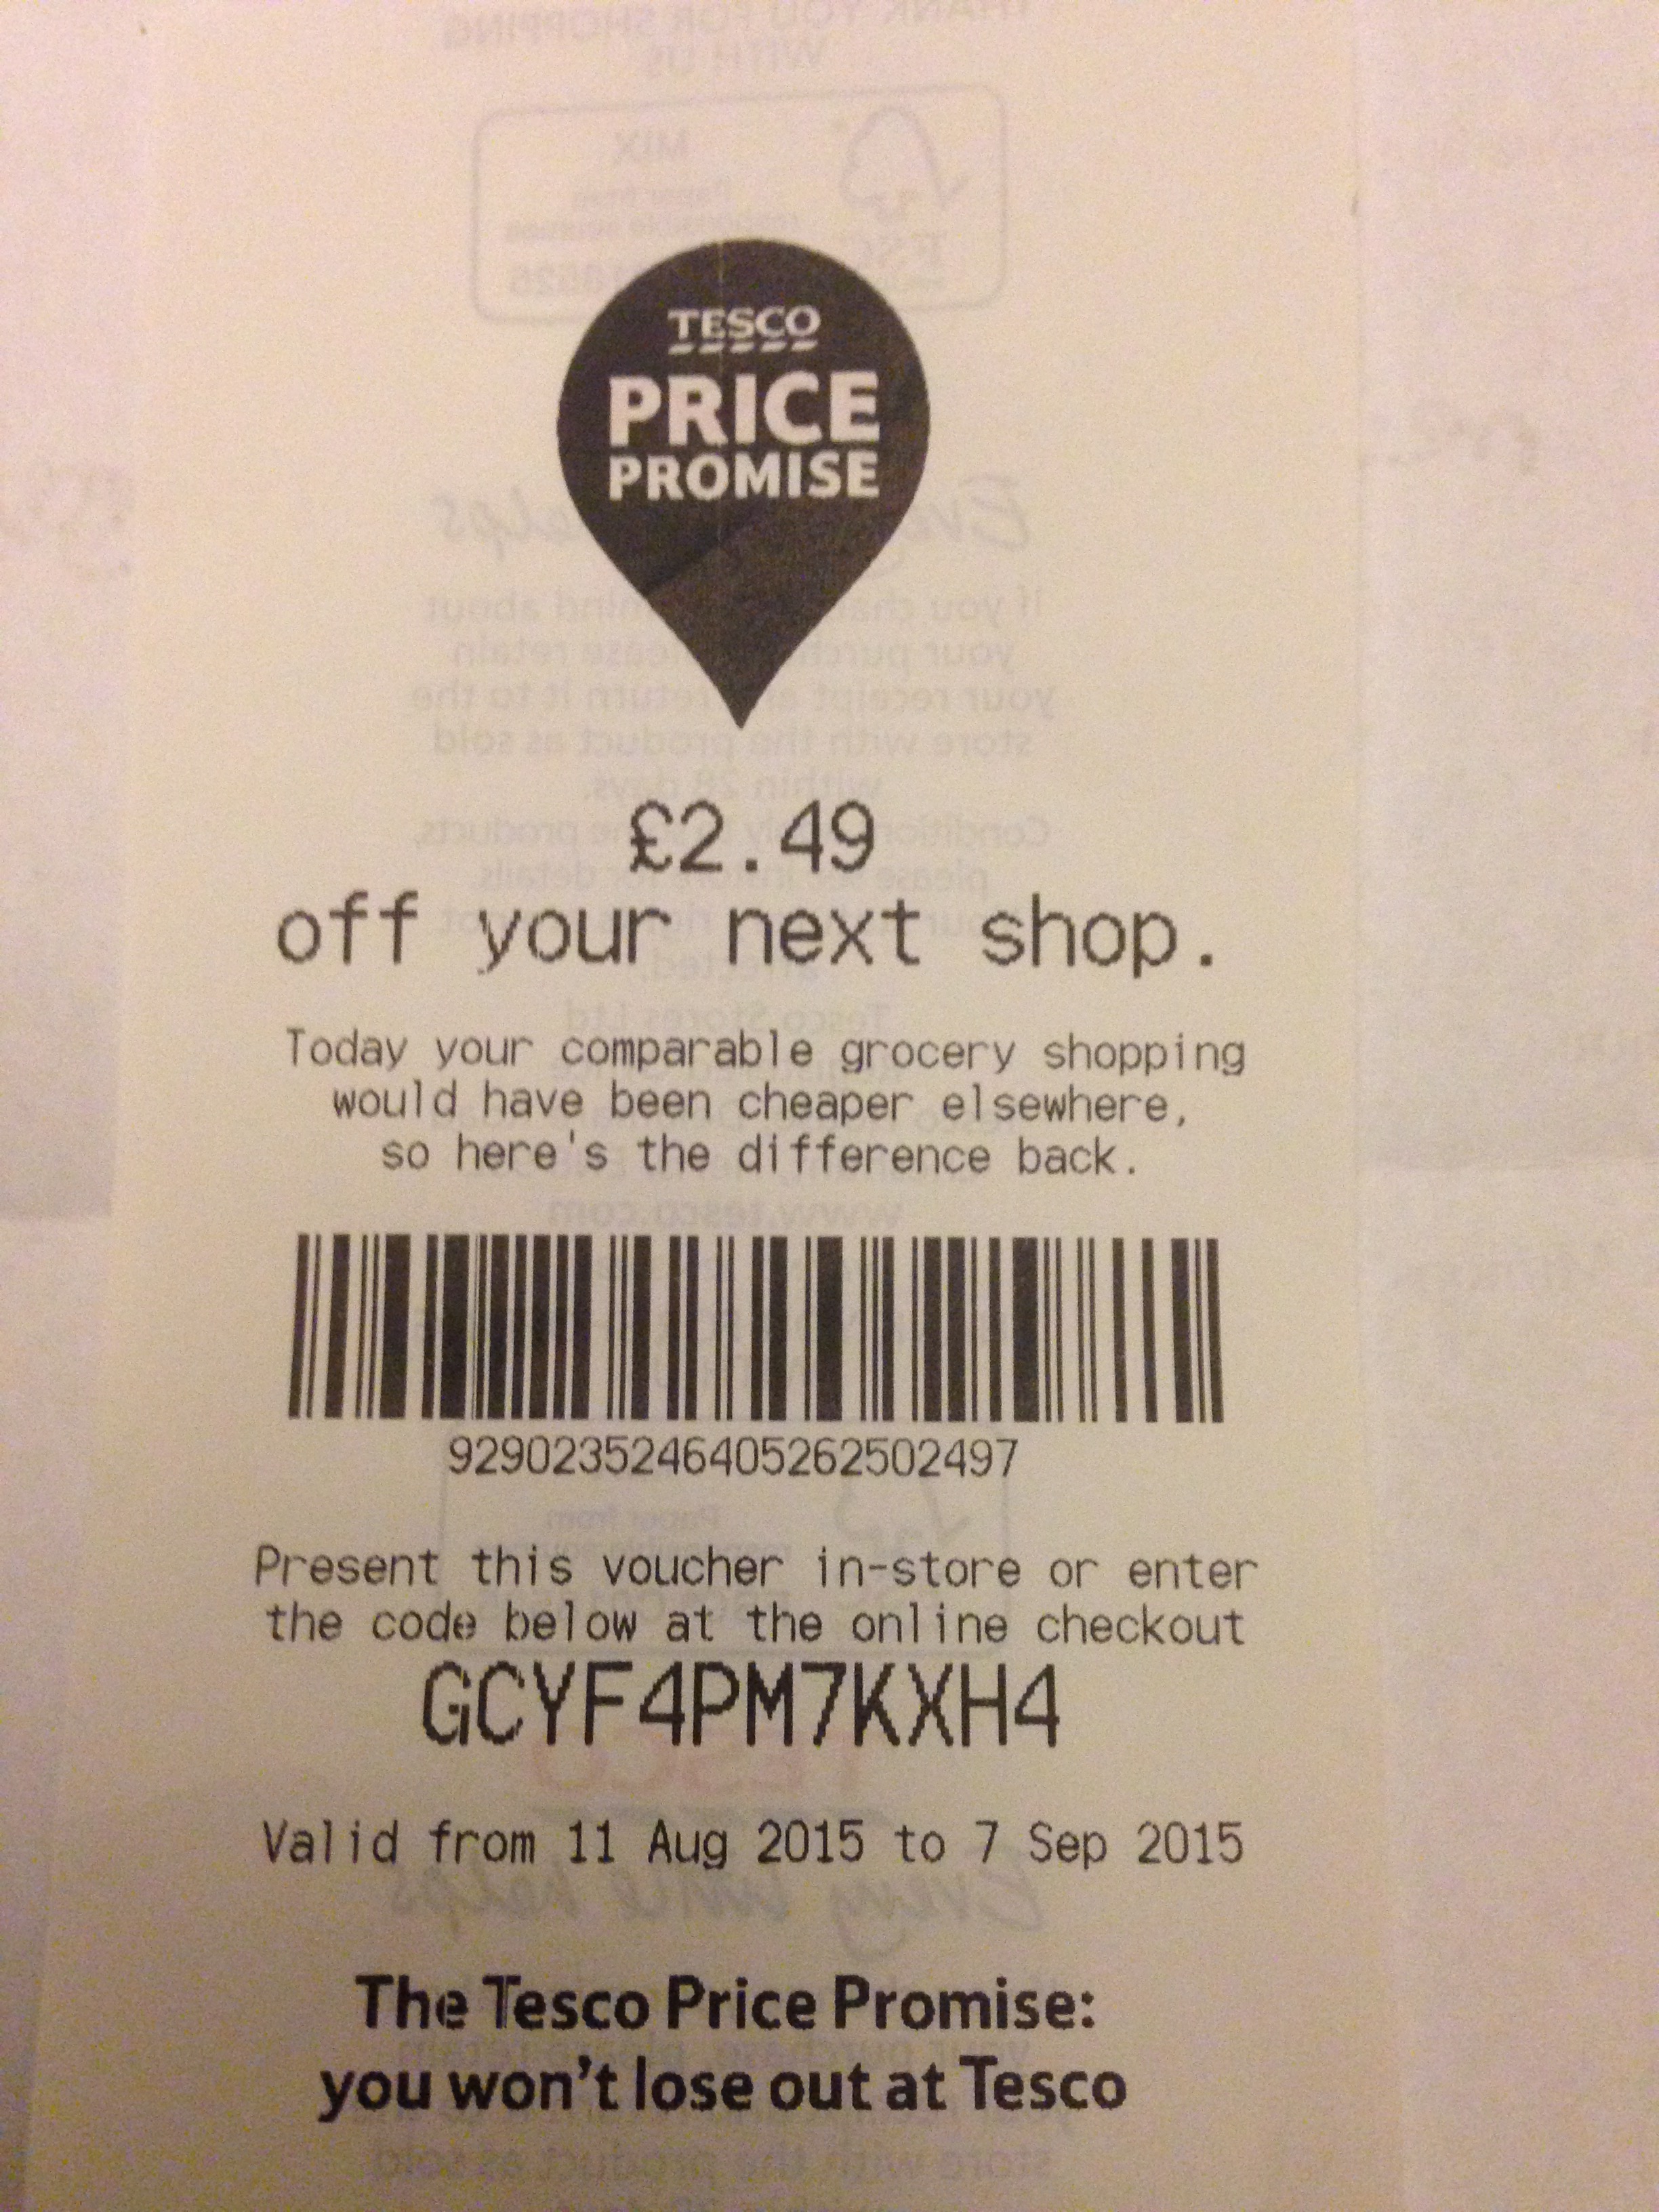 TESCO
PRICE
PROMISE
£2.49
off your next shop.
Today your comparable grocery shopping
would have been cheaper elsewhere,
so here's the difference back.
9290235246405262502497
Present this voucher in-store or enter
the code below at the online checkout
GCYF4PM7KXH4
Valid from 11 Aug 2015 to 7 Sep 2015
The Tesco Price Promise:
you won't lose out at Tesco